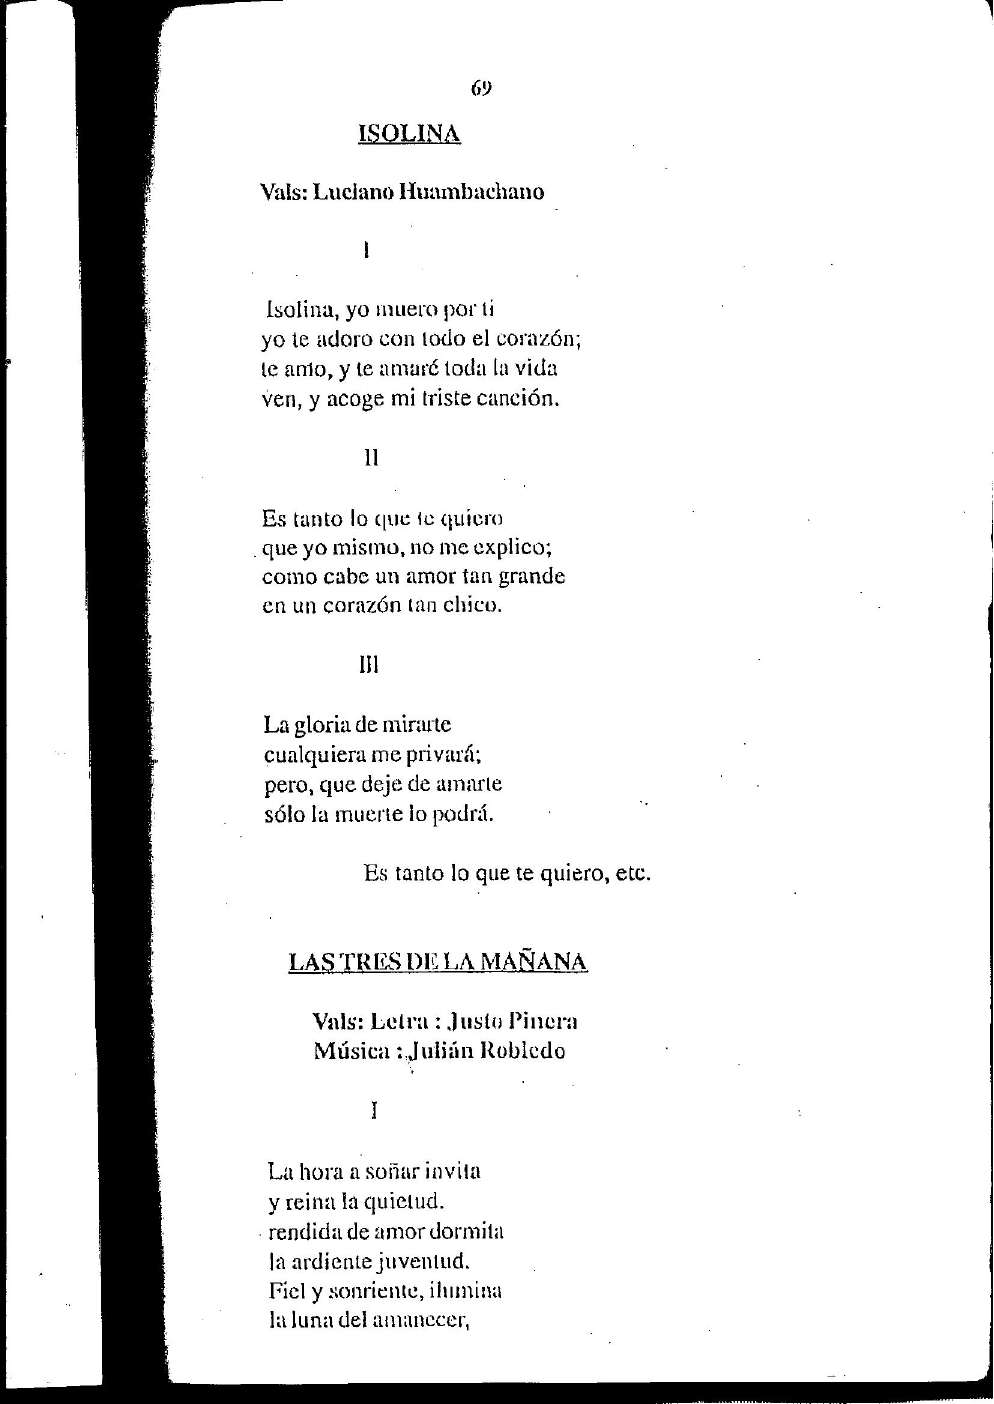 69
ISOLINA
Vals: Luciano Huambachano
I
Isolina, yo muero por ti
yo te adoro con todo el corazón;
te amo, y te amaré toda la vida
ven, y acoge mi triste canción.
II
Es tanto lo que te quiero
que yo mismo, no me explico;
como cabe un amor tan grande
en un corazón tan chico.
III
La gloria de mirarte
cualquiera me privará;
pero, que deje de amarte
sólo la muerte lo podrá.
Es tanto lo que te quiero, etc.
LAS TRES DE LA MAÑANA
Vals: Letra : Justo Pinera
Música : Julián Robledo
I
La hora a soñar invita
y reina la quietud.
rendida de amor dormita
la ardiente juventud.
Fiel y sonriente, ilumina
la luna del amanecer,